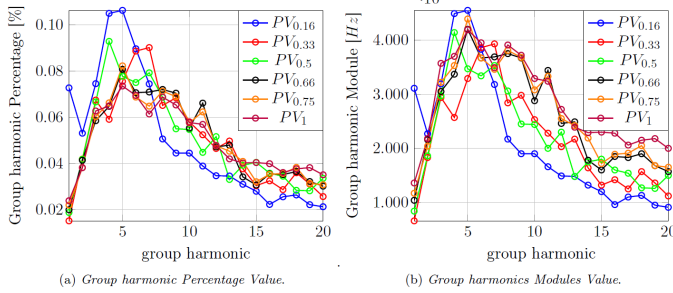 Group harmonic Percentage [%]
0.10
0.08
0.06
0.04
0.02
5
10
15
20
group harmonic
PV0.16
PV0.33
PV0.5
PV0.66
PV0.75
PV1
(a) Group harmonic Percentage Value.
Group harmonic Module [Hz]
4.000
3.000
2.000
1.000
5
10
15
20
group harmonic
PV0.16
PV0.33
PV0.5
PV0.66
PV0.75
PV1
(b) Group harmonics Modules Value.